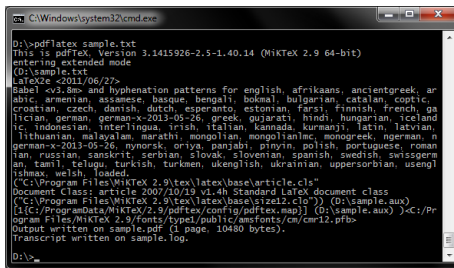 C:\Windows\system32\cmd.exe
D:\>pdflatex sample.txt
This is pdfTeX, Version 3.1415926-2.5-1.40.14 (MiKTeX 2.9 64-bit)
entering extended mode
(D:\sample.txt
LaTeX2e <2011/06/27>
Babel <v3.8m> and hyphenation patterns for english, afrikaans, ancientgreek, ar
abic, armenian, assamese, basque, bengali, bokmal, bulgarian, catalan, coptic,
croatian, czech, danish, dutch, esperanto, estonian, farsi, finnish, french, ga
lician, german, german-x-2013-05-26, greek, gujarati, hindi, hungarian, iceland
ic, indonesian, interlingua, irish, italian, kannada, kurmanji, latin, latvian,
 lithuanian, malayalam, marathi, mongolian, mongolianlmc, monogreek, ngerman, n
german-x-2013-05-26, nynorsk, oriya, panjabi, pinyin, polish, portuguese, roman
ian, russian, sanskrit, serbian, slovak, slovenian, spanish, swedish, swissgerm
an, tamil, telugu, turkish, turkmen, ukenglish, ukrainian, uppersorbian, usengl
ishmax, welsh, loaded.
("C:\Program Files\MiKTeX 2.9\tex\latex\base\article.cls"
Document Class: article 2007/10/19 v1.4h Standard LaTeX document class
("C:\Program Files\MiKTeX 2.9\tex\latex\base\size12.clo")) (D:\sample.aux)
[1{C:/ProgramData/MiKTeX/2.9/pdftex/config/pdftex.map}] (D:\sample.aux) )<C:/Pr
ogram Files/MiKTeX 2.9/fonts/type1/public/amsfonts/cm/cmr12.pfb>
Output written on sample.pdf (1 page, 10480 bytes).
Transcript written on sample.log.
D:\>_